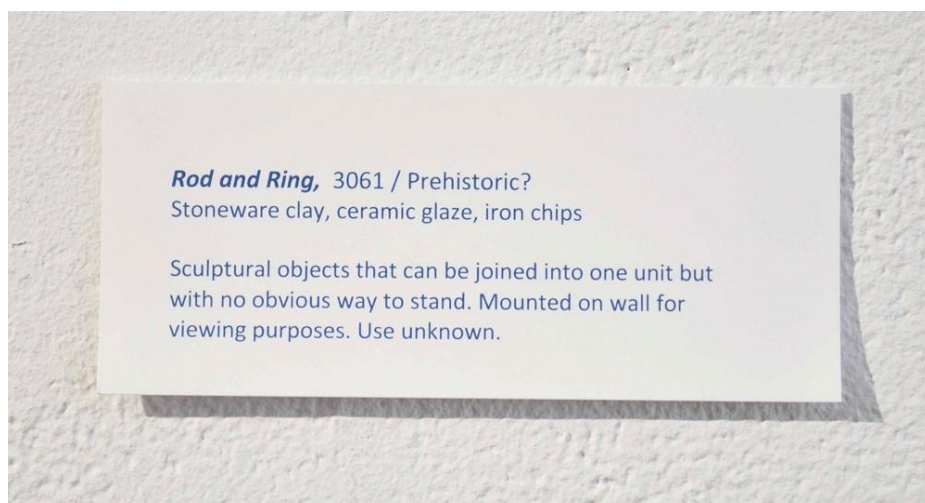 Rod and Ring, 3061 / Prehistoric?
Stoneware clay, ceramic glaze, iron chips
Sculptural objects that can be joined into one unit but
with no obvious way to stand. Mounted on wall for
viewing purposes. Use unknown.